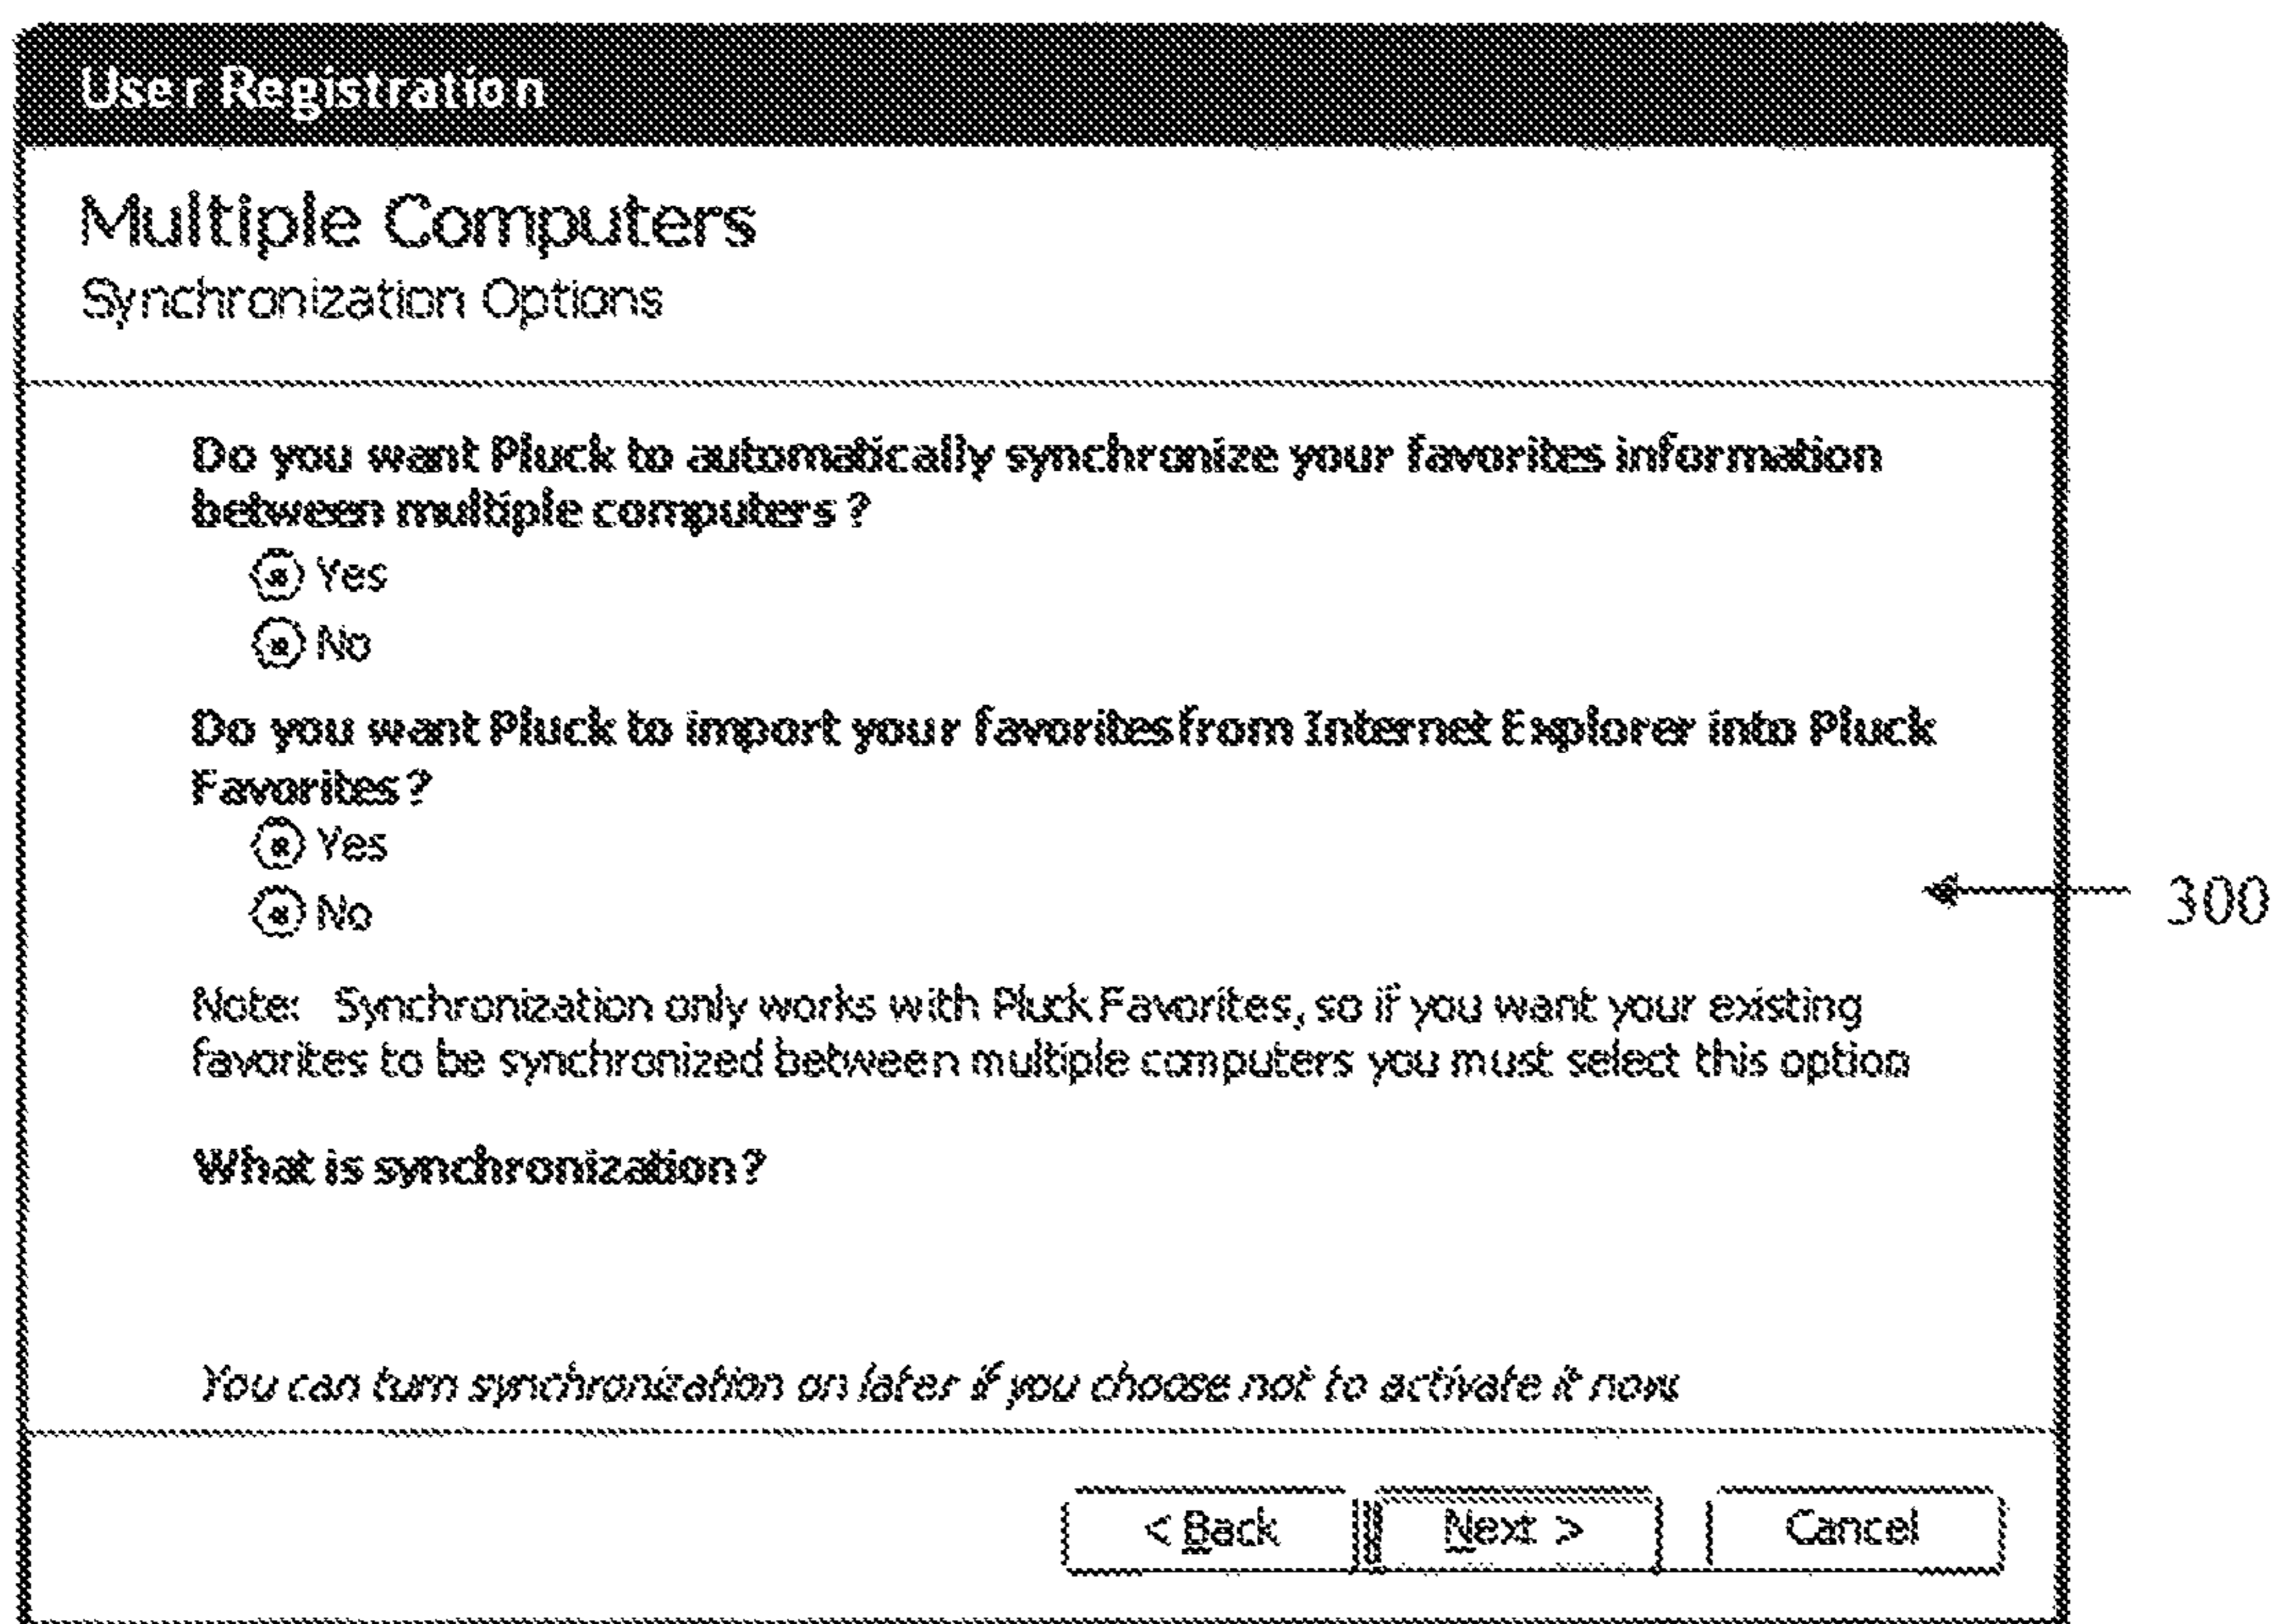 User Registration
Multiple Computers
Synchronization Options
Do you want Pluck to automatically synchronize your favorites information
between multiple computers?
Yes
No
Do you want Pluck to import your favorites from Internet Explorer into Pluck
Favorites?
Yes
No
300
Note: Synchronization only works with Pluck Favorites, so if you want your existing
favorites to be synchronized between multiple computers you must select this option
What is synchronization?
You can turn synchronization on later if you choose not to activate it now.
< Back
Next >
Cancel